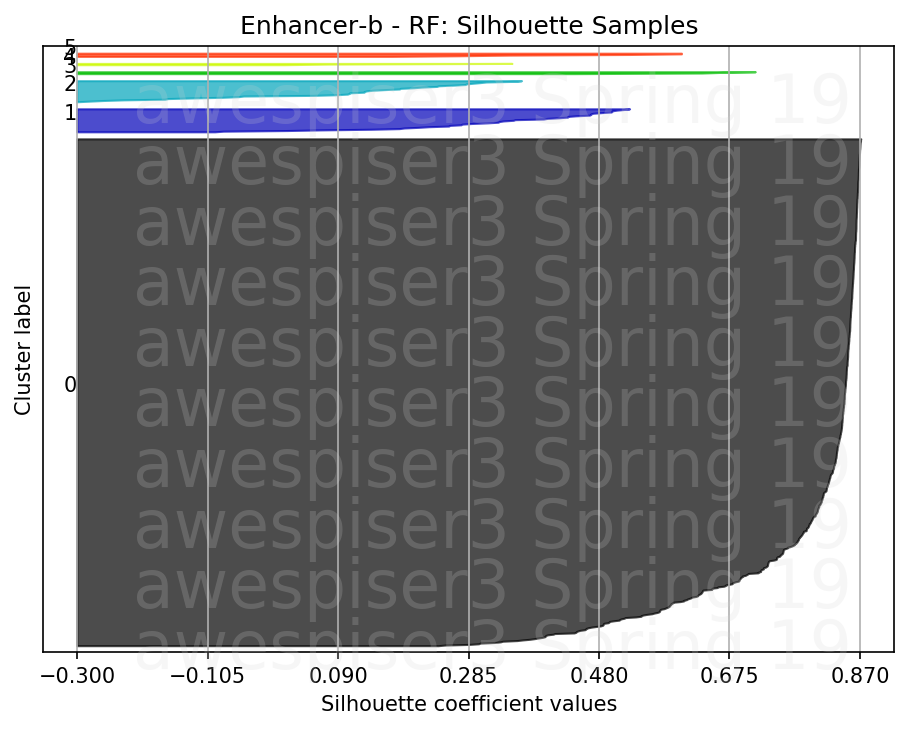 Enhancer-b - RF: Silhouette Samples
5
4
3
3
2
1
0
Cluster label
awespiser3 Spring 19
awespiser3 Spring 19
awespiser3 Spring 19
awespiser3 Spring 19
awespiser3 Spring 19
awespiser3 Spring 19
awespiser3 Spring 19
awespiser3 Spring 19
awespiser3 Spring 19
awespiser3 Spring 19
−0.300 −0.105 0.090 0.285 0.480 0.675 0.870
Silhouette coefficient values